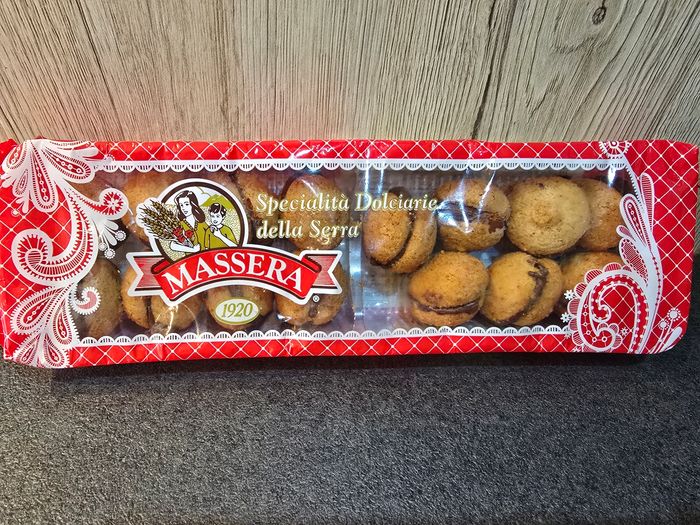 Specialità Dolciarie
della Serra
MASSERA
®
1920